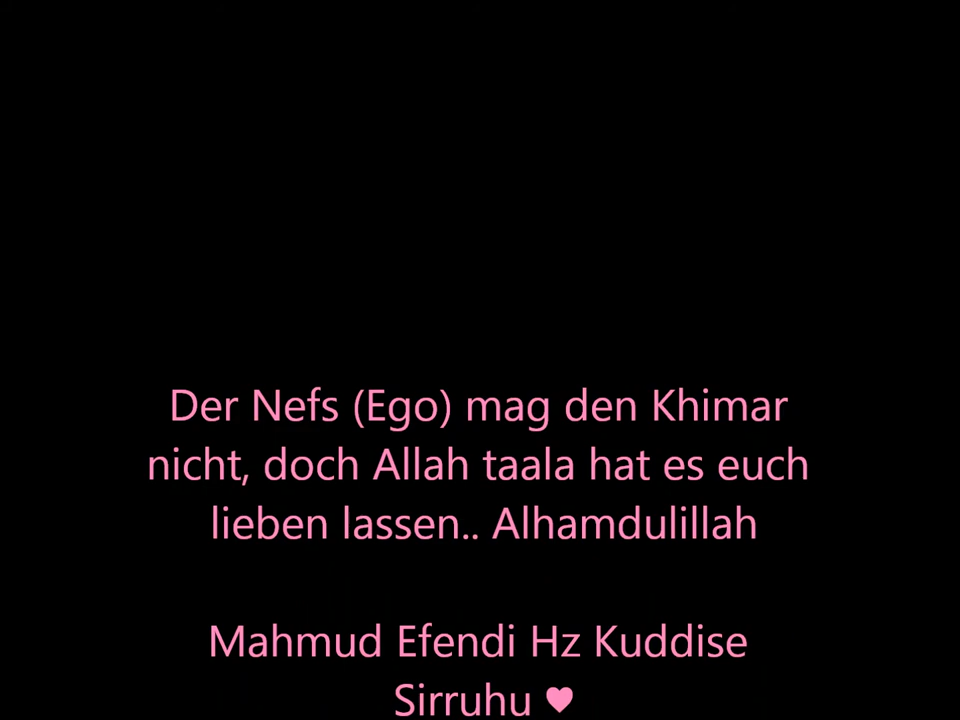 Der Nefs (Ego) mag den Khimar
nicht, doch Allah taala hat es euch
lieben lassen.. Alhamdulillah
Mahmud Efendi Hz Kuddise
Sirruhu ♥